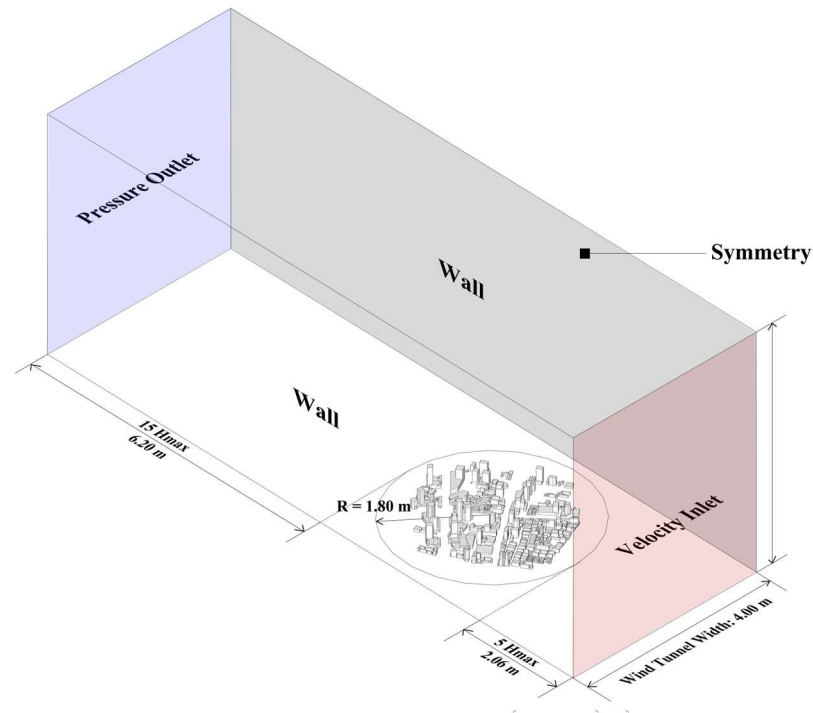 Pressure Outlet
Wall
Symmetry
Wall
15 Hmax
6.20 m
R = 1.80 m
Velocity Inlet
5 Hmax
2.06 m
Wind Tunnel Width: 4.00 m